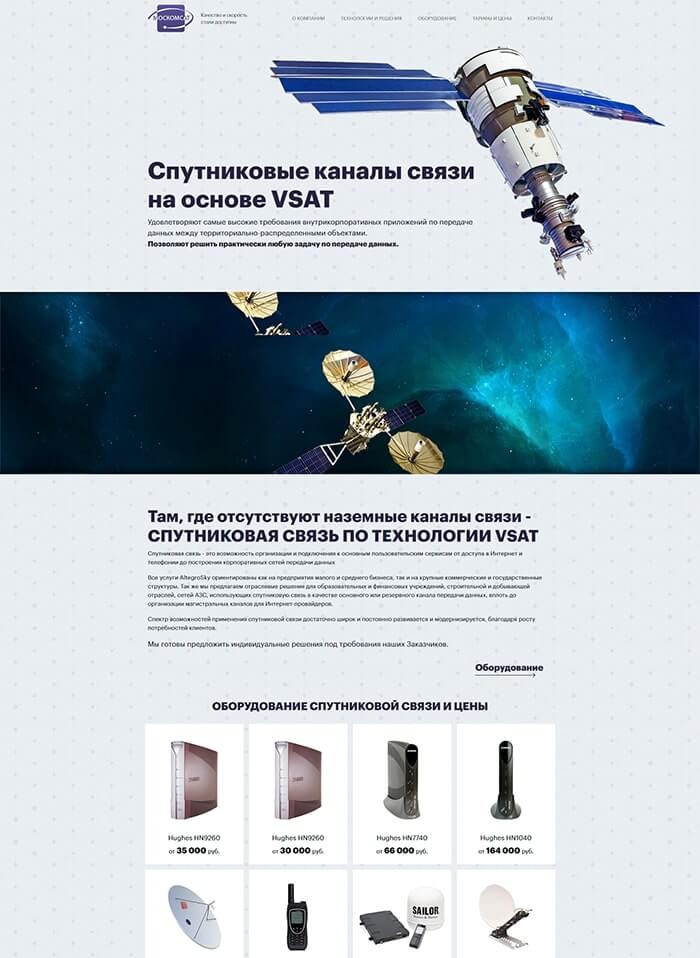 МОСКОМСАТ
Качество и скорость
стали доступны
О КОМПАНИИ
ТЕХНОЛОГИИ И РЕШЕНИЯ
ОБОРУДОВАНИЕ
ТАРИФЫ И ЦЕНЫ
КОНТАКТЫ
Спутниковые каналы связи
на основе VSAT
Удовлетворяют самые высокие требования внутрикорпоративных приложений по передаче
данных между территориально-распределенными объектами.
Позволяют решить практически любую задачу по передаче данных.
Там, где отсутствуют наземные каналы связи -
СПУТНИКОВАЯ СВЯЗЬ ПО ТЕХНОЛОГИИ VSAT
Спутниковая связь - это возможность организации и подключения к основным пользовательским сервисам от доступа в Интернет и
телефонии до построения корпоративных сетей передачи данных
Все услуги AltegroSky ориентированы как на предприятия малого и среднего бизнеса, так и на крупные коммерческие и государственные
структуры. Так же мы предлагаем отраслевые решения для образовательных и финансовых учреждений, строительной и добывающей
отраслей, сетей АЗС, использующих спутниковую связь в качестве основного или резервного канала передачи данных, вплоть до
организации магистральных каналов для Интернет-провайдеров.
Спектр возможностей применения спутниковой связи достаточно широк и постоянно развивается и модернизируется, благодаря росту
потребностей клиентов.
Мы готовы предложить индивидуальные решения под требования наших Заказчиков.
Оборудование
ОБОРУДОВАНИЕ СПУТНИКОВОЙ СВЯЗИ И ЦЕНЫ
Hughes HN9260
от 35 000 руб.
Hughes HN9260
от 30 000 руб.
Hughes HN7740
от 66 000 руб.
Hughes HN1040
от 164 000 руб.
SAILOR